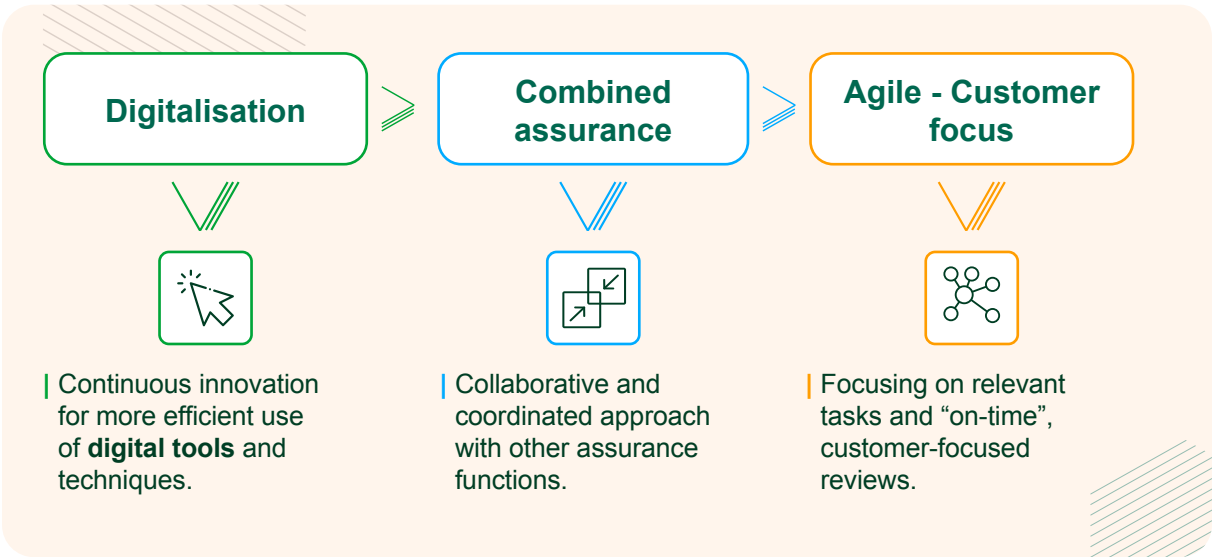 Digitalisation
Combined
assurance
Agile - Customer
focus
| Continuous innovation
for more efficient use
of digital tools and
techniques.
| Collaborative and
coordinated approach
with other assurance
functions.
| Focusing on relevant
tasks and “on-time”,
customer-focused
reviews.